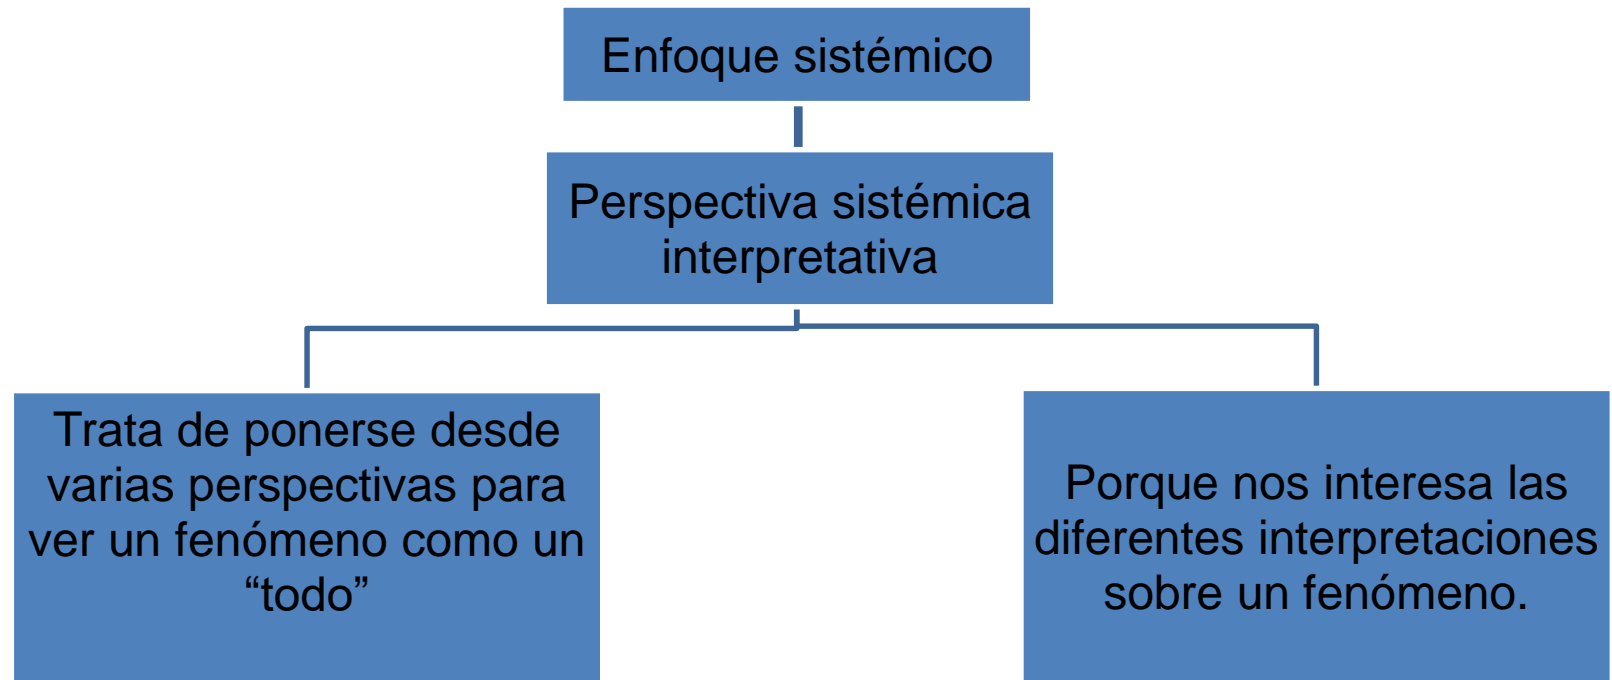 Enfoque sistémico
Perspectiva sistémica
interpretativa
Trata de ponerse desde
varias perspectivas para
ver un fenómeno como un
“todo”
Porque nos interesa las
diferentes interpretaciones
sobre un fenómeno.